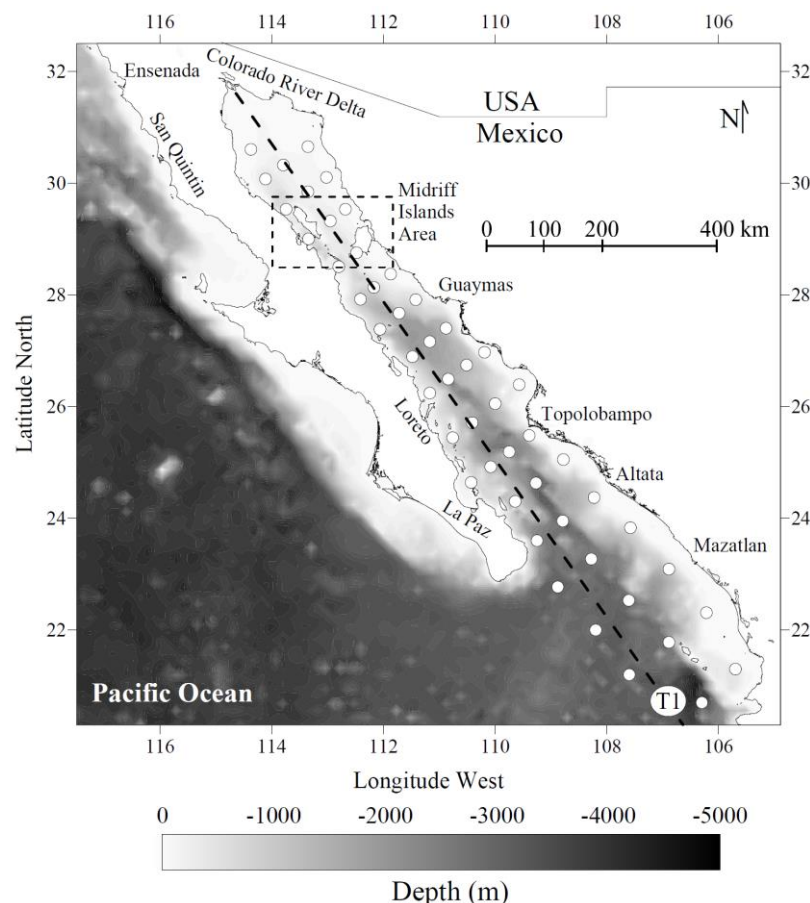 116 114 112 110 108 106
32 32
Ensenada
Colorado River Delta
USA
Mexico
N
San Quintin
30 30
Midriff
Islands
Area
0 100 200 400 km
28 28
Guaymas
Latitude North
26 26
Topolobampo
Loreto
Altata
24 24
La Paz
Mazatlan
22 22
Pacific Ocean
T1
116 114 112 110 108 106
Longitude West
0 -1000 -2000 -3000 -4000 -5000
Depth (m)